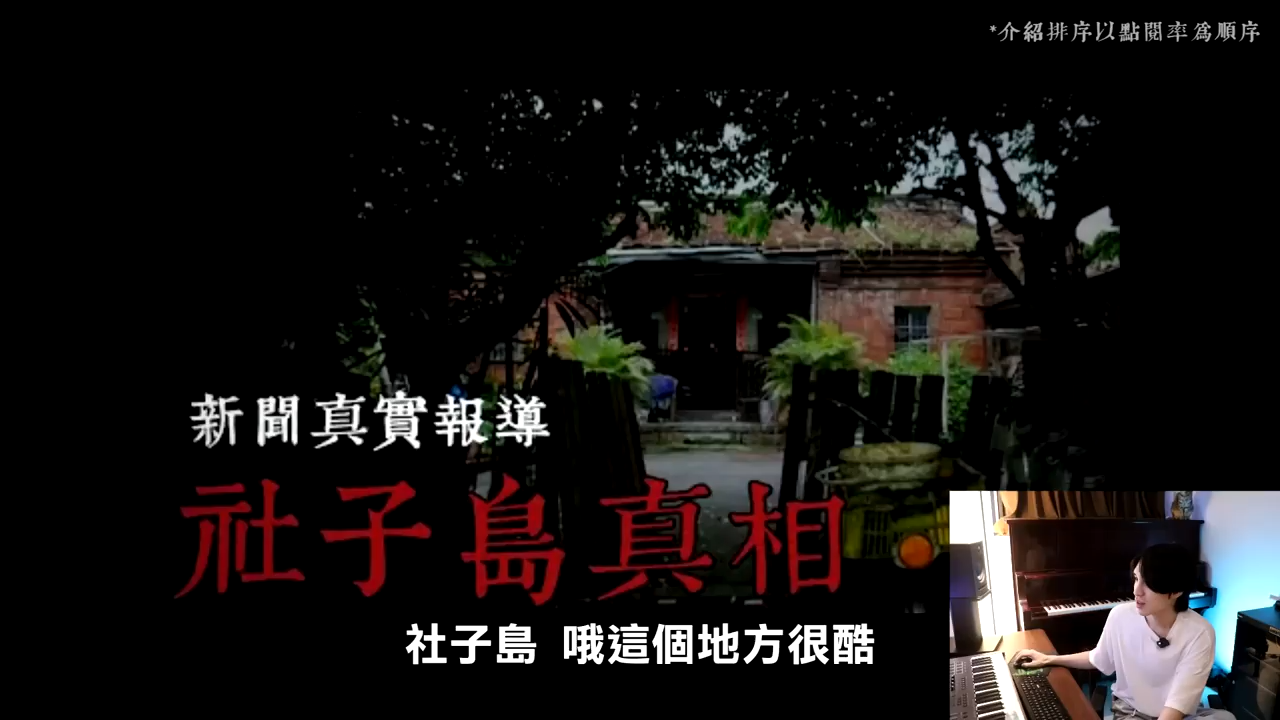 *介紹排序以點閱率為順序
新聞真實報導
社子島真相
社子島 哦這個地方很酷